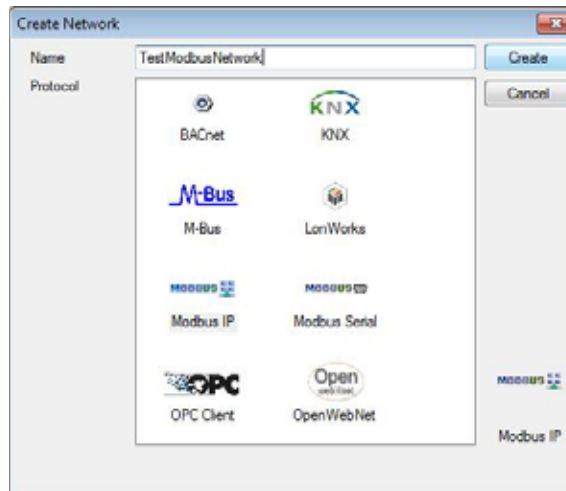 Create Network
Name
TestModbusNetwork
Create
Protocol
Cancel
KNX
BACnet
KNX
M-Bus
M-Bus
LonWorks
MODBUS
MODBUS
Modbus IP
Modbus Serial
OPC
Open
OPC Client
OpenWebNet
MODBUS
Modbus IP